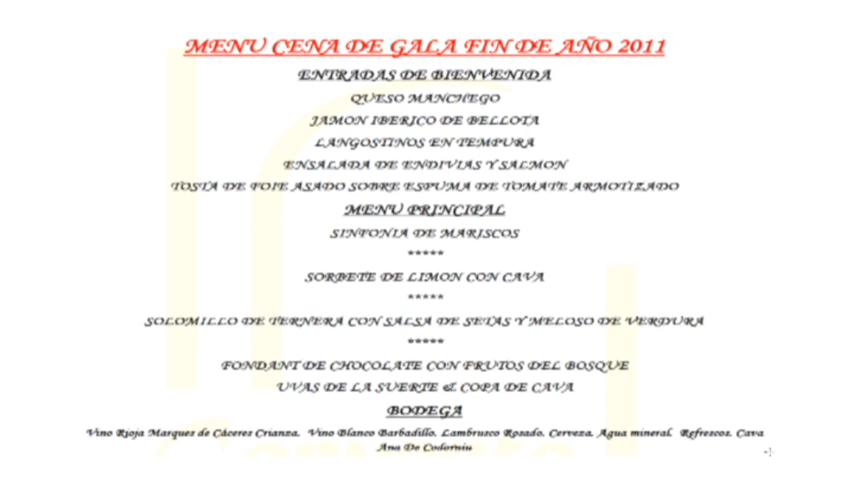 MENU CENA DE GALA FIN DE AÑO 2011
ENTRADAS DE BIENVENIDA
QUESO MANCHEGO
JAMON IBERICO DE BELLOTA
LANGOSTINOS EN TEMPURA
ENSALADA DE ENDIVIAS Y SALMON
TOSTA DE FOIE ASADO SOBRE ESPUMA DE TOMATE ARMOTIZADO
MENU PRINCIPAL
SINFONIA DE MARISCOS
*****
SORBETE DE LIMON CON CAVA
*****
SOLOMILLO DE TERNERA CON SALSA DE SETAS Y MELOSO DE VERDURA
*****
FONDANT DE CHOCOLATE CON FRUTOS DEL BOSQUE
UVAS DE LA SUERTE & COPA DE CAVA
BODEGA
Vino Rioja Marques de Cáceres Crianza, Vino Blanco Barbadillo, Lambrusco Rosado, Cerveza, Agua mineral, Refrescos, Cava
Ana De Codorniu